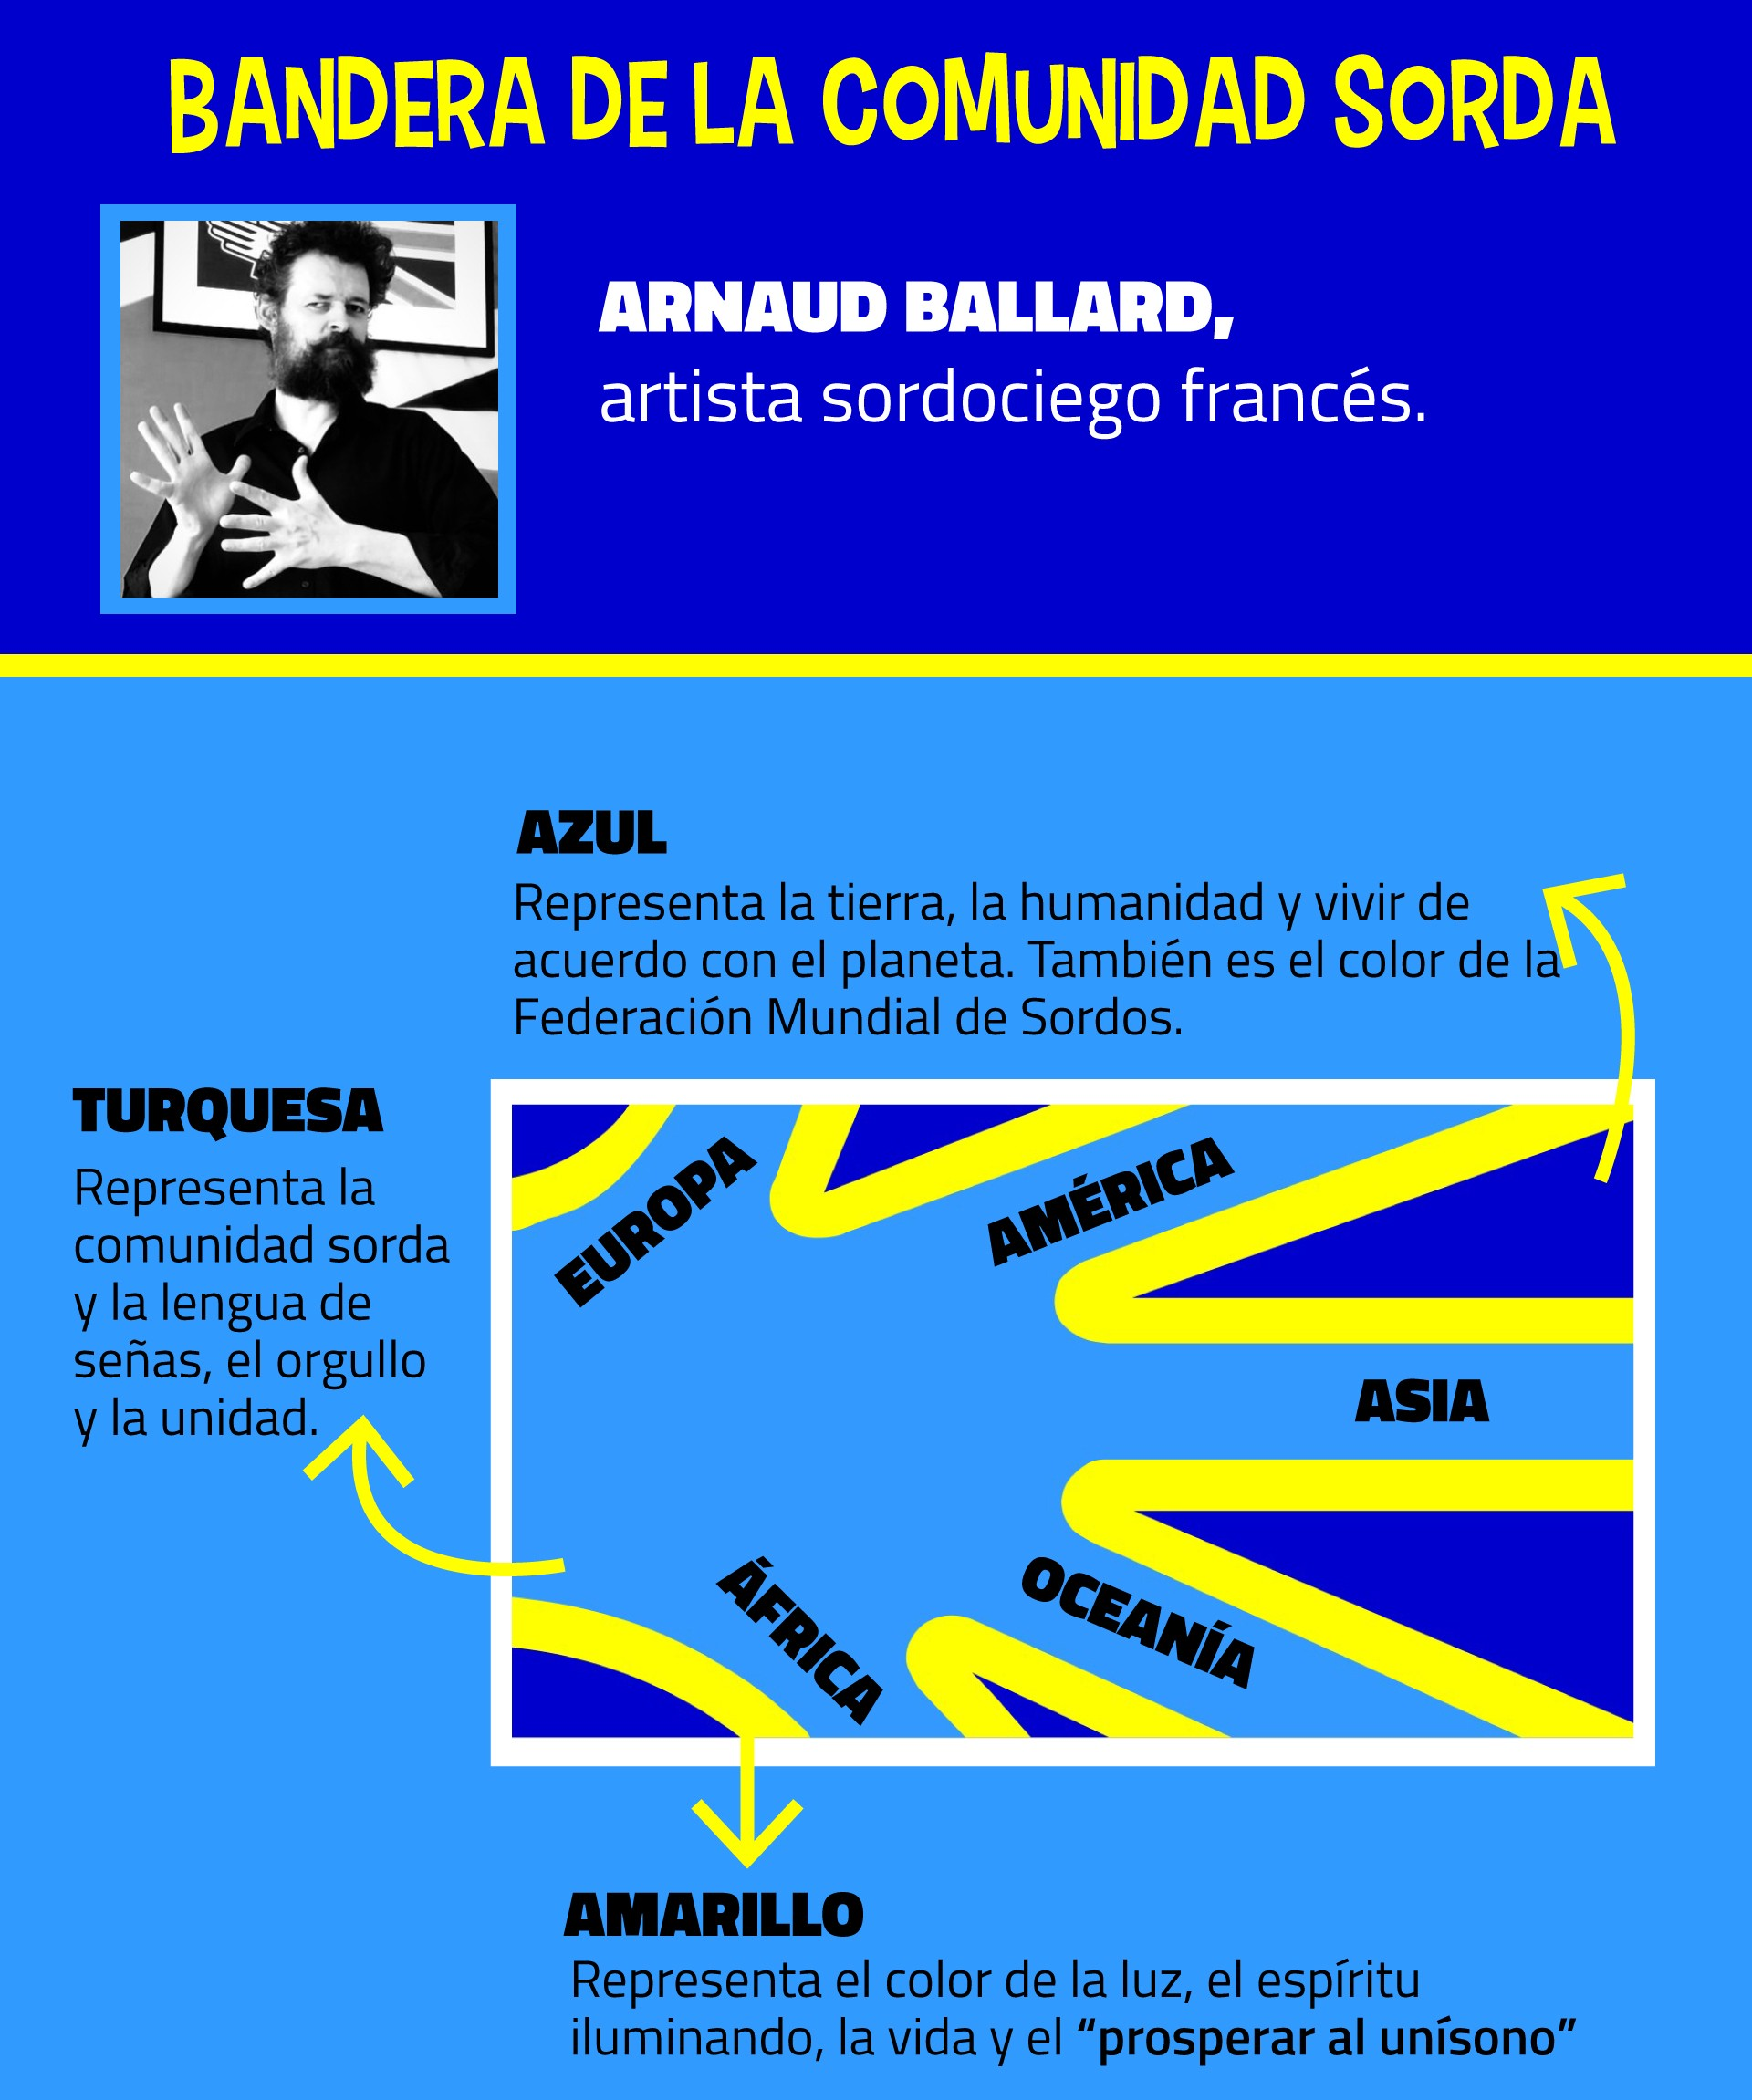 BANDERA DE LA COMUNIDAD SORDA
ARNAUD BALLARD,
artista sordociego francés.
AZUL
Representa la tierra, la humanidad y vivir de
acuerdo con el planeta. También es el color de la
Federación Mundial de Sordos.
TURQUESA
Representa la
comunidad sorda
y la lengua de
señas, el orgullo
y la unidad.
EUROPA
AMÉRICA
ASIA
OCEANÍA
ÁFRICA
AMARILLO
Representa el color de la luz, el espíritu
iluminando, la vida y el “prosperar al unísono”